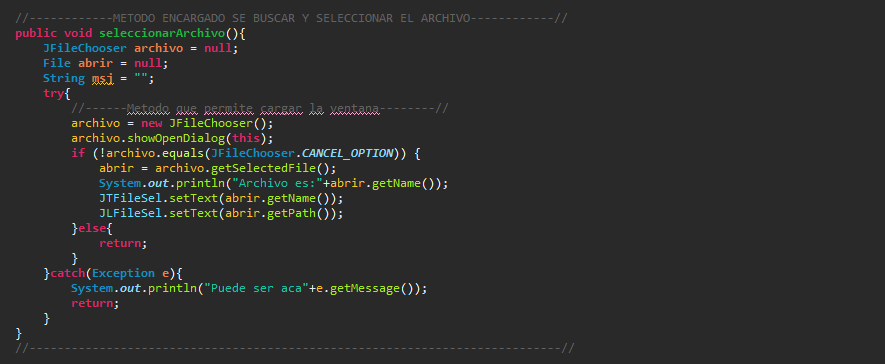 //------------METODO ENCARGADO SE BUSCAR Y SELECCIONAR EL ARCHIVO------------//
public void seleccionarArchivo(){
    JFileChooser archivo = null;
    File abrir = null;
    String msj = "";
    try{
        //------Metodo que permite cargar la ventana--------//
        archivo = new JFileChooser();
        archivo.showOpenDialog(this);
        if (!archivo.equals(JFileChooser.CANCEL_OPTION)) {
            abrir = archivo.getSelectedFile();
            System.out.println("Archivo es:"+abrir.getName());
            JTFileSel.setText(abrir.getName());
            JLFileSel.setText(abrir.getPath());
        }else{
            return;
        }
    }catch(Exception e){
        System.out.println("Puede ser aca"+e.getMessage());
        return;
    }
}
//----------------------------------------------------------------------------//